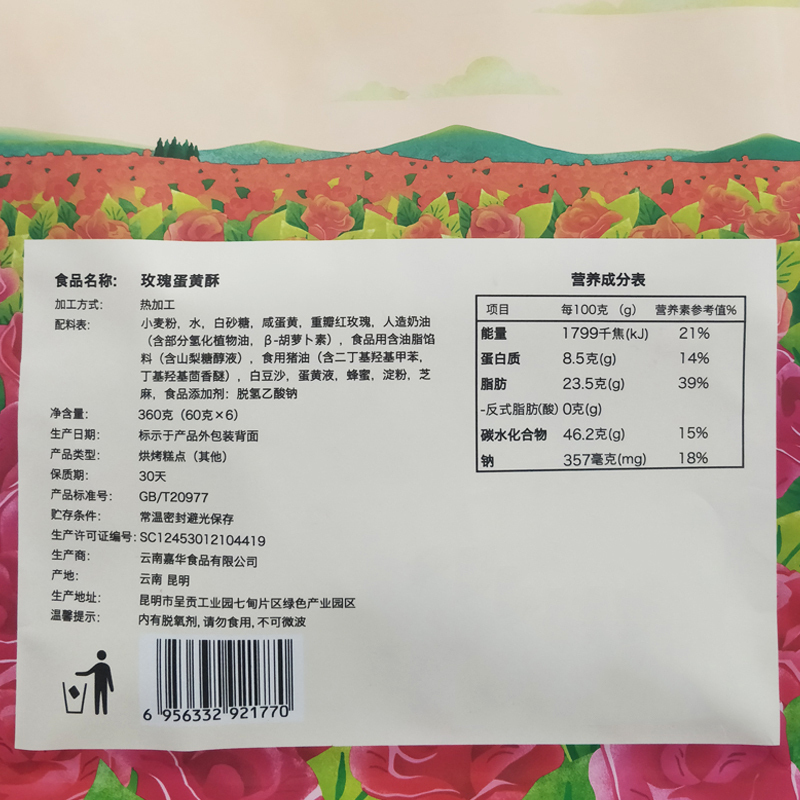 食品名称: 玫瑰蛋黄酥
加工方式: 热加工
配料表: 小麦粉，水，白砂糖，咸蛋黄，重瓣红玫瑰，人造奶油
（含部分氢化植物油，β-胡萝卜素），食品用含油脂馅
料（含山梨糖醇液），食用猪油（含二丁基羟基甲苯，
丁基羟基茴香醚），白豆沙，蛋黄液，蜂蜜，淀粉，芝
麻，食品添加剂：脱氢乙酸钠
净含量: 360克（60克×6）
生产日期: 标示于产品外包装背面
产品类型: 烘烤糕点（其他）
保质期: 30天
产品标准号: GB/T20977
贮存条件: 常温密封避光保存
生产许可证编号: SC12453012104419
生产商: 云南嘉华食品有限公司
产地: 云南 昆明
生产地址: 昆明市呈贡工业园七甸片区绿色产业园区
温馨提示: 内有脱氧剂,请勿食用,不可微波
6 956332 921770
营养成分表
项目 每100克 （g） 营养素参考值%
能量 1799千焦(kJ) 21%
蛋白质 8.5克(g) 14%
脂肪 23.5克(g) 39%
-反式脂肪(酸) 0克(g)
碳水化合物 46.2克(g) 15%
钠 357毫克(mg) 18%